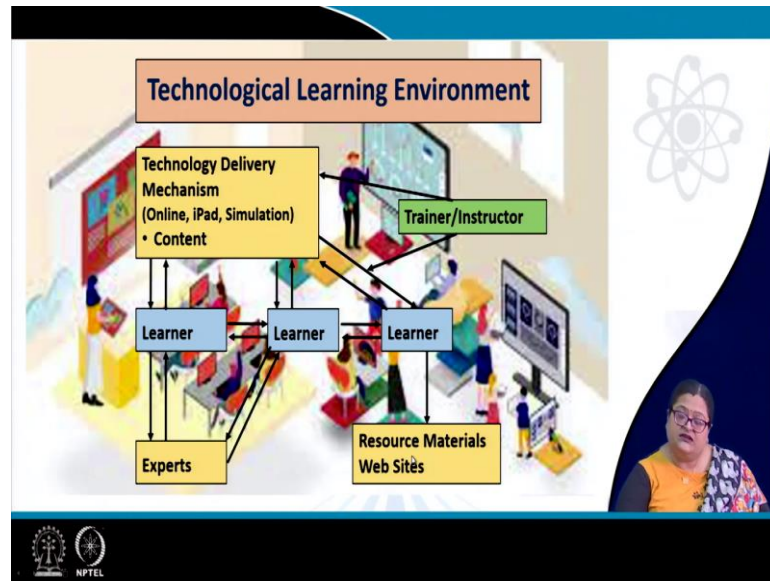 Technological Learning Environment
Technology Delivery
Mechanism
(Online, iPad, Simulation)
• Content
Trainer/Instructor
Learner
Learner
Learner
Experts
Resource Materials
Web Sites
NPTEL